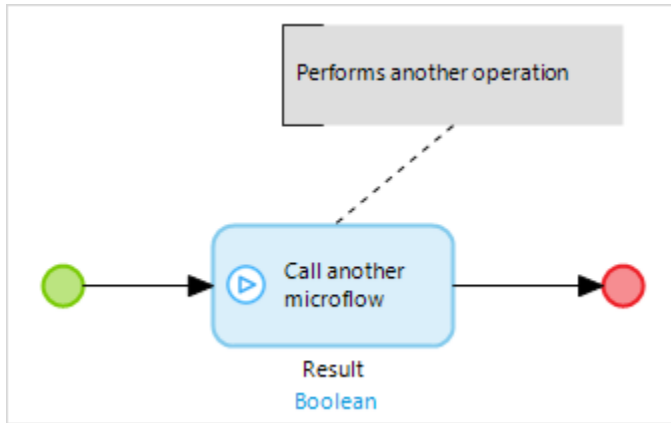 Performs another operation
Call another
microflow
Result
Boolean